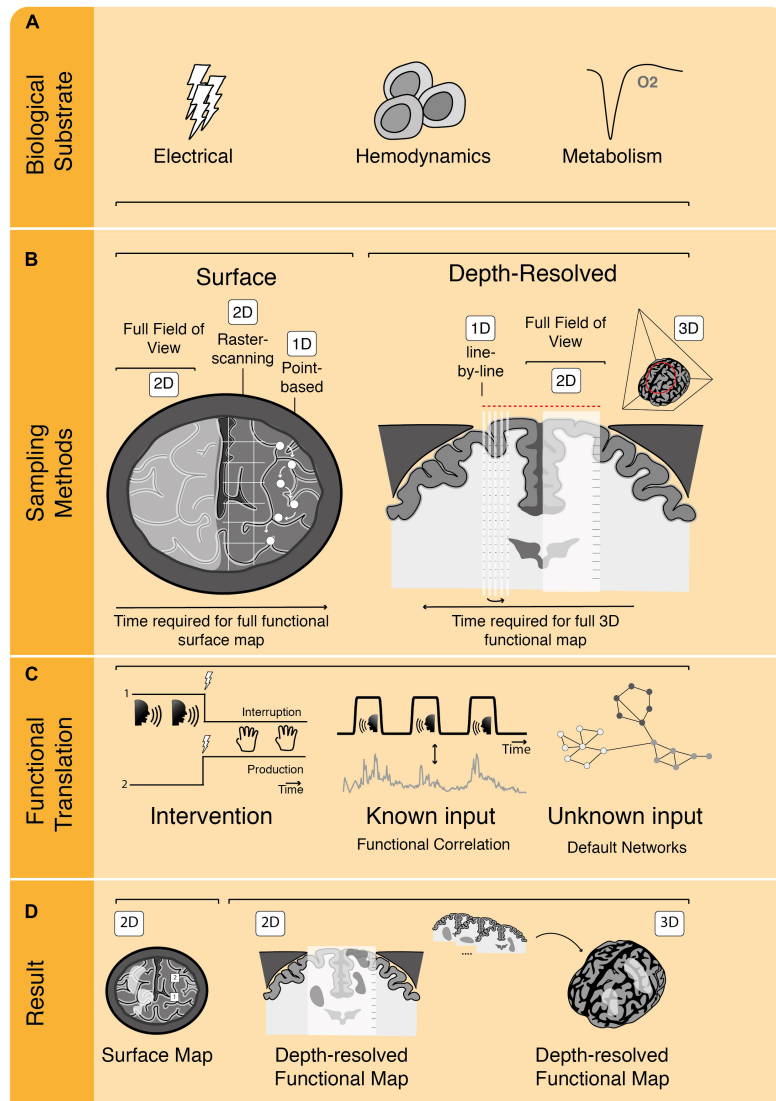 A
Biological
Substrate
O2
Electrical
Hemodynamics
Metabolism
B
Sampling
Methods
Surface
Full Field of
View
2D
2D
Raster-
scanning
1D
Point-
based
Time required for full functional
surface map
Depth-Resolved
1D
line-
by-line
Full Field of
View
2D
3D
Time required for full 3D
functional map
C
Functional
Translation
1
Interruption
Production
2
Time
Intervention
Time
Known input
Functional Correlation
Unknown input
Default Networks
D
Result
2D
2
1
Surface Map
2D
Depth-resolved
Functional Map
....
3D
Depth-resolved
Functional Map